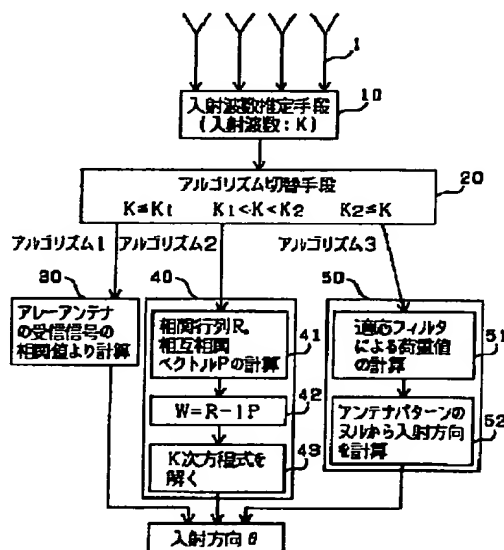 1
入射波数推定手段
(入射波数:K)
10
アルゴリズム切替手段
K≦K1 K1<K<K2 K2≦K
20
アルゴリズム1 アルゴリズム2 アルゴリズム3
30 40 50
アレーアンテナ
の受信信号の
相関値より計算
相関行列R,
相互相関
ベクトルPの計算
41
W=R-1P
42
K次方程式を
解く
43
適応フィルタ
による荷重値
の計算
51
アンテナパターンの
ヌルから入射方向
を計算
52
入射方向θ